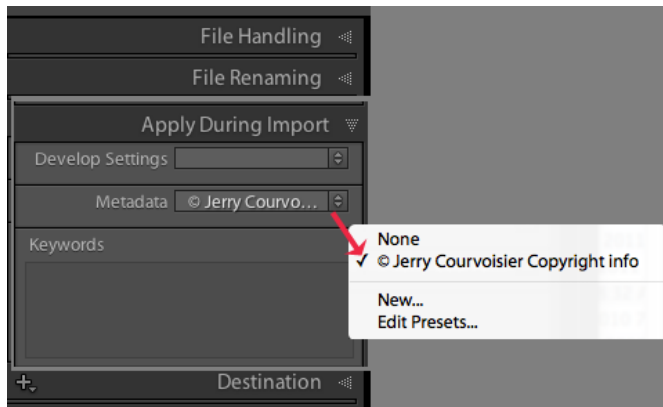 File Handling
File Renaming
Apply During Import
Develop Settings
Metadata © Jerry Courvo...
Keywords
None
✓ © Jerry Courvoisier Copyright info
New...
Edit Presets...
Destination